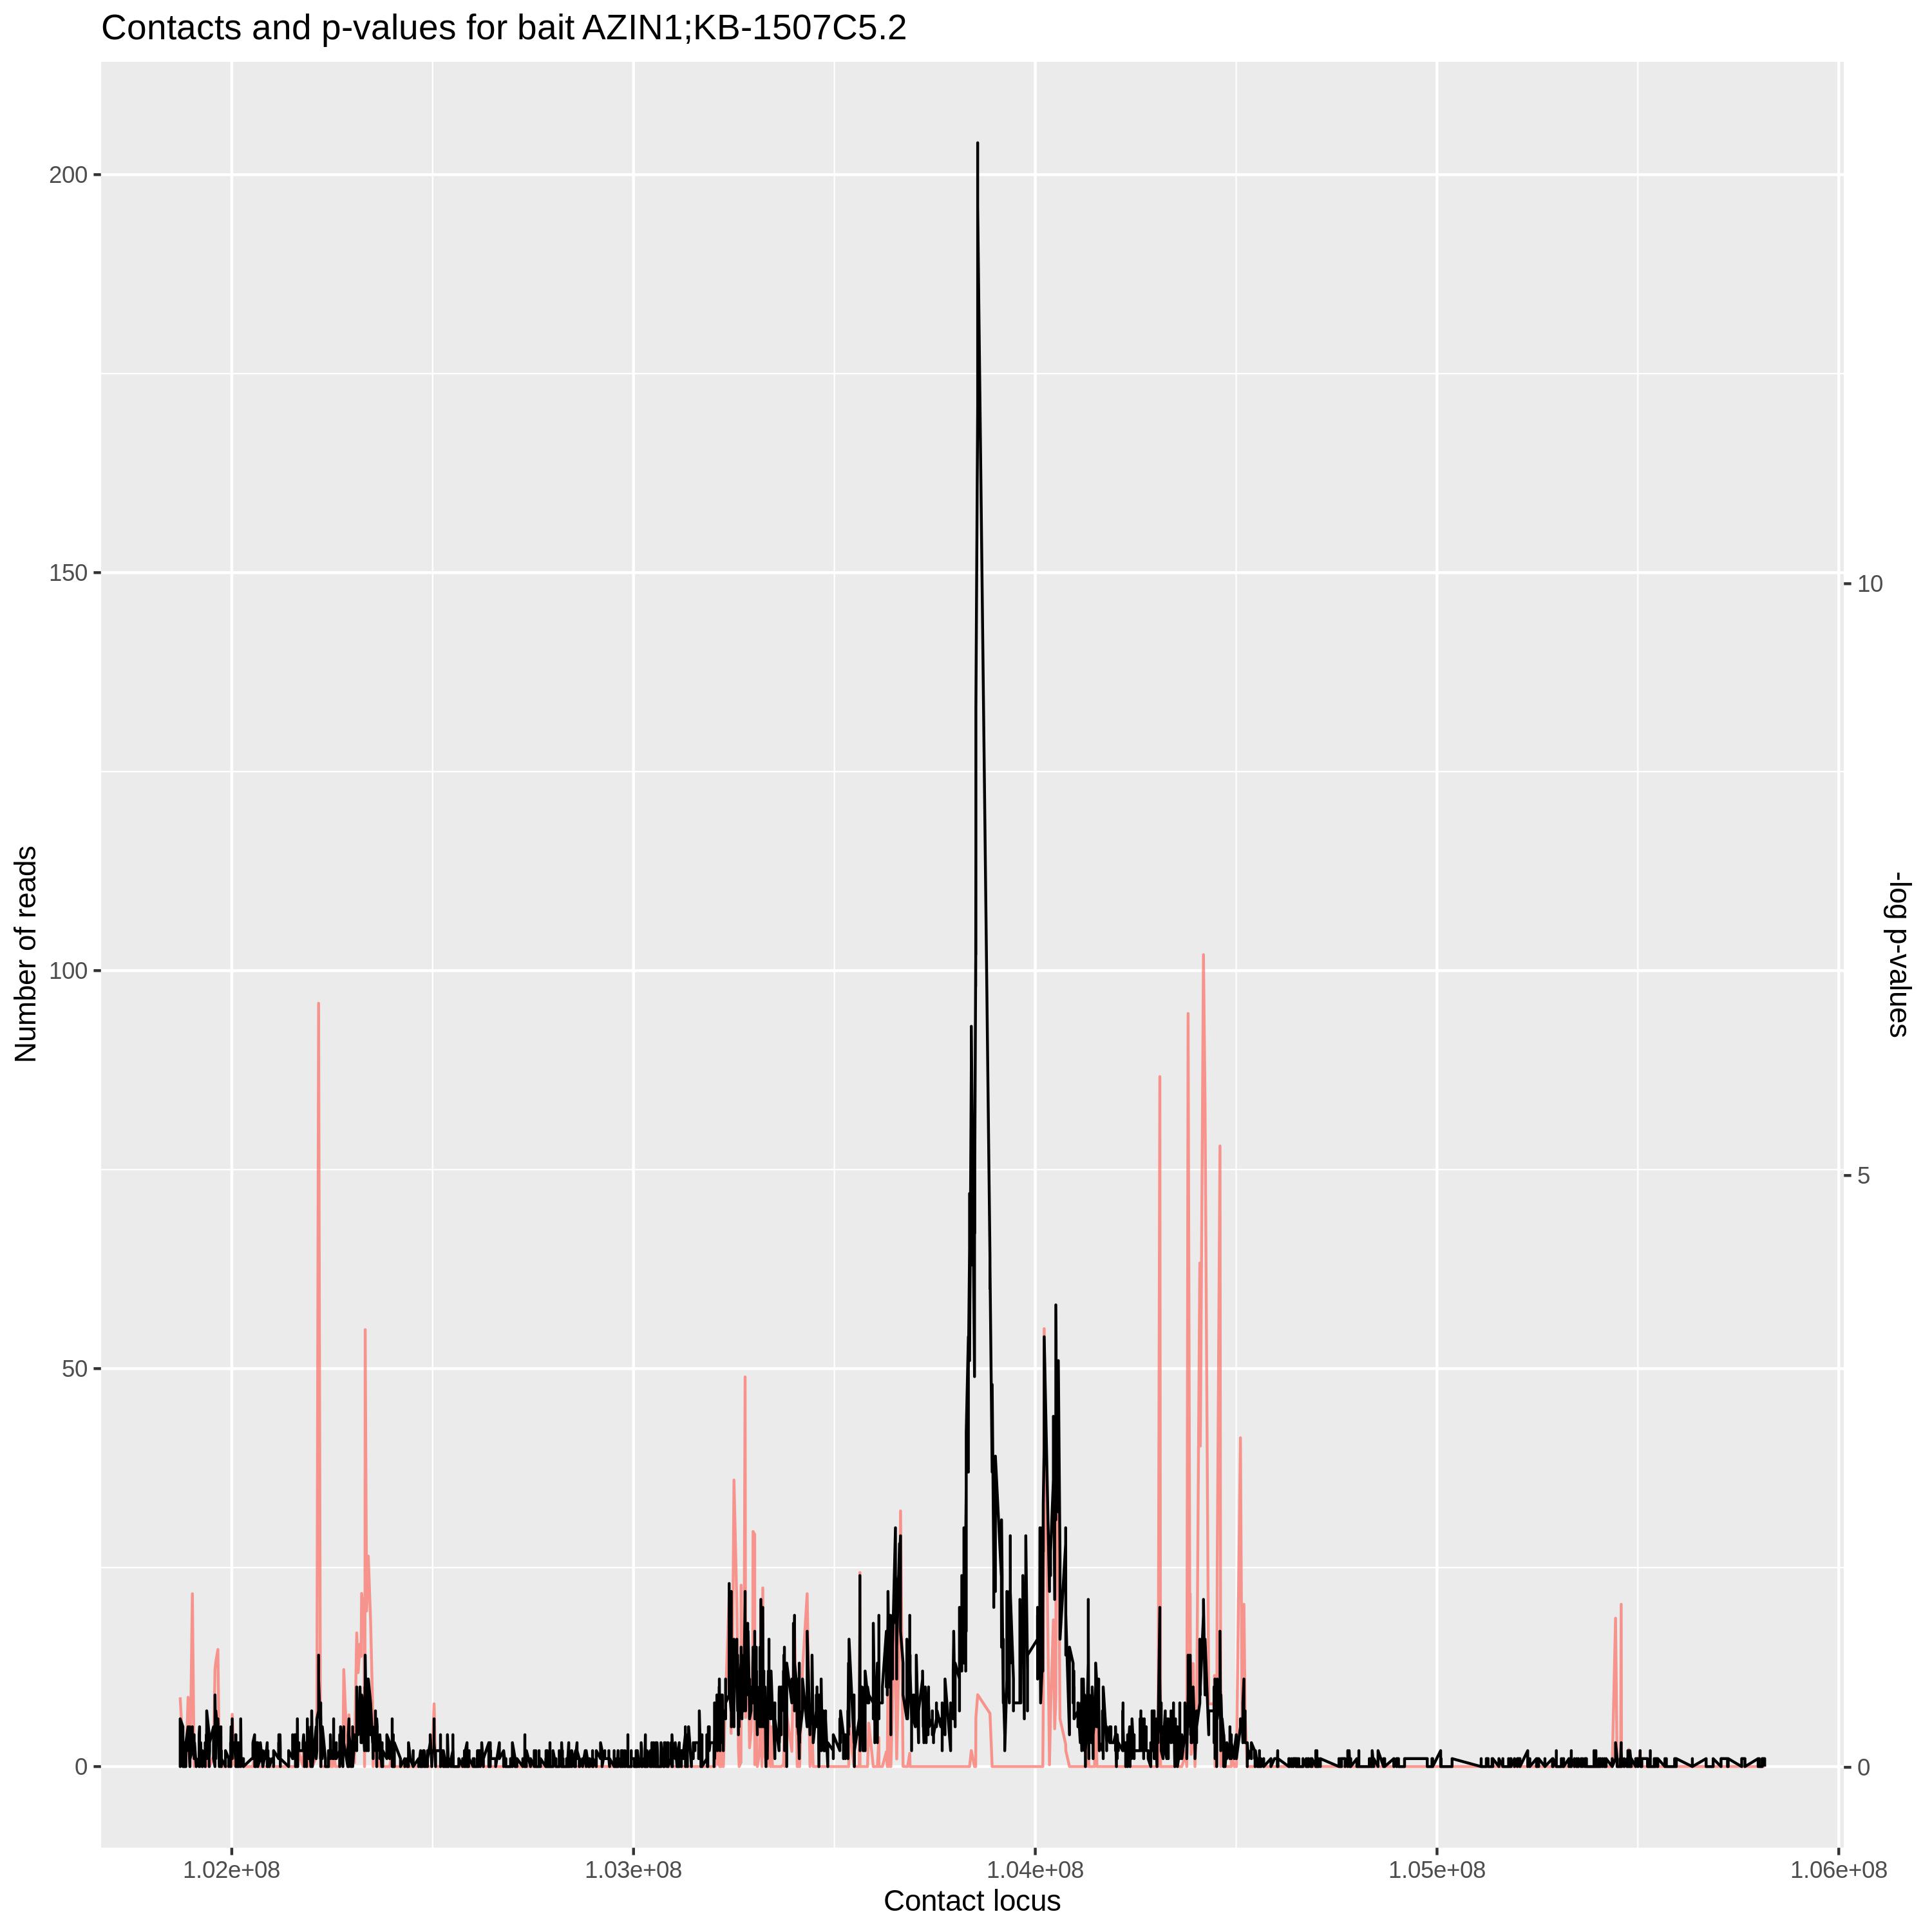 Contacts and p-values for bait AZIN1;KB-1507C5.2
200
150
100
50
0
Number of reads
10
5
0
-log p-values
1.02e+08
1.03e+08
1.04e+08
1.05e+08
1.06e+08
Contact locus